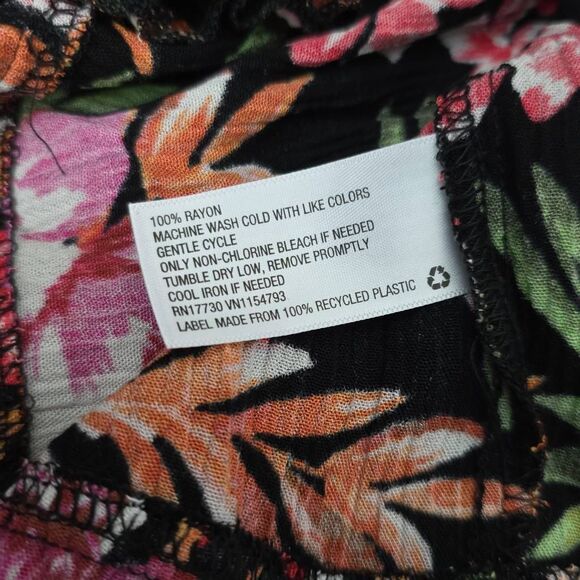 100% RAYON
MACHINE WASH COLD WITH LIKE COLORS
GENTLE CYCLE
ONLY NON-CHLORINE BLEACH IF NEEDED
TUMBLE DRY LOW, REMOVE PROMPTLY
COOL IRON IF NEEDED
RN17730 VN1154793
LABEL MADE FROM 100% RECYCLED PLASTIC